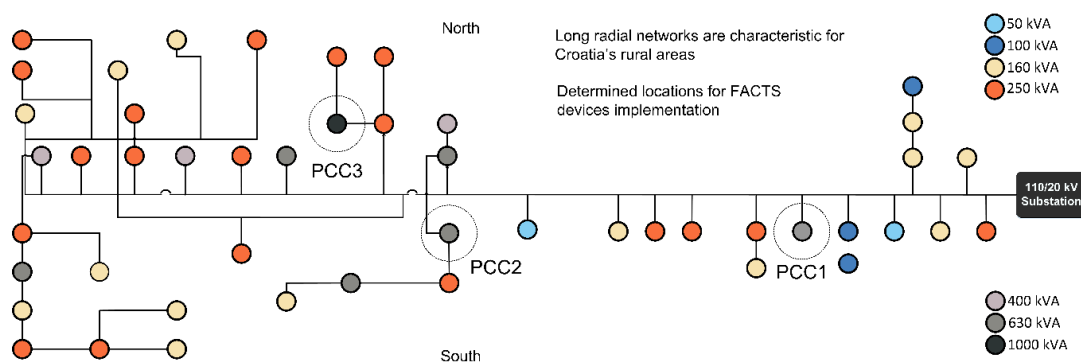 North
Long radial networks are characteristic for
Croatia's rural areas
Determined locations for FACTS
devices implementation
50 kVA
100 kVA
160 kVA
250 kVA
PCC3
110/20 kV
Substation
PCC2
PCC1
400 kVA
630 kVA
1000 kVA
South